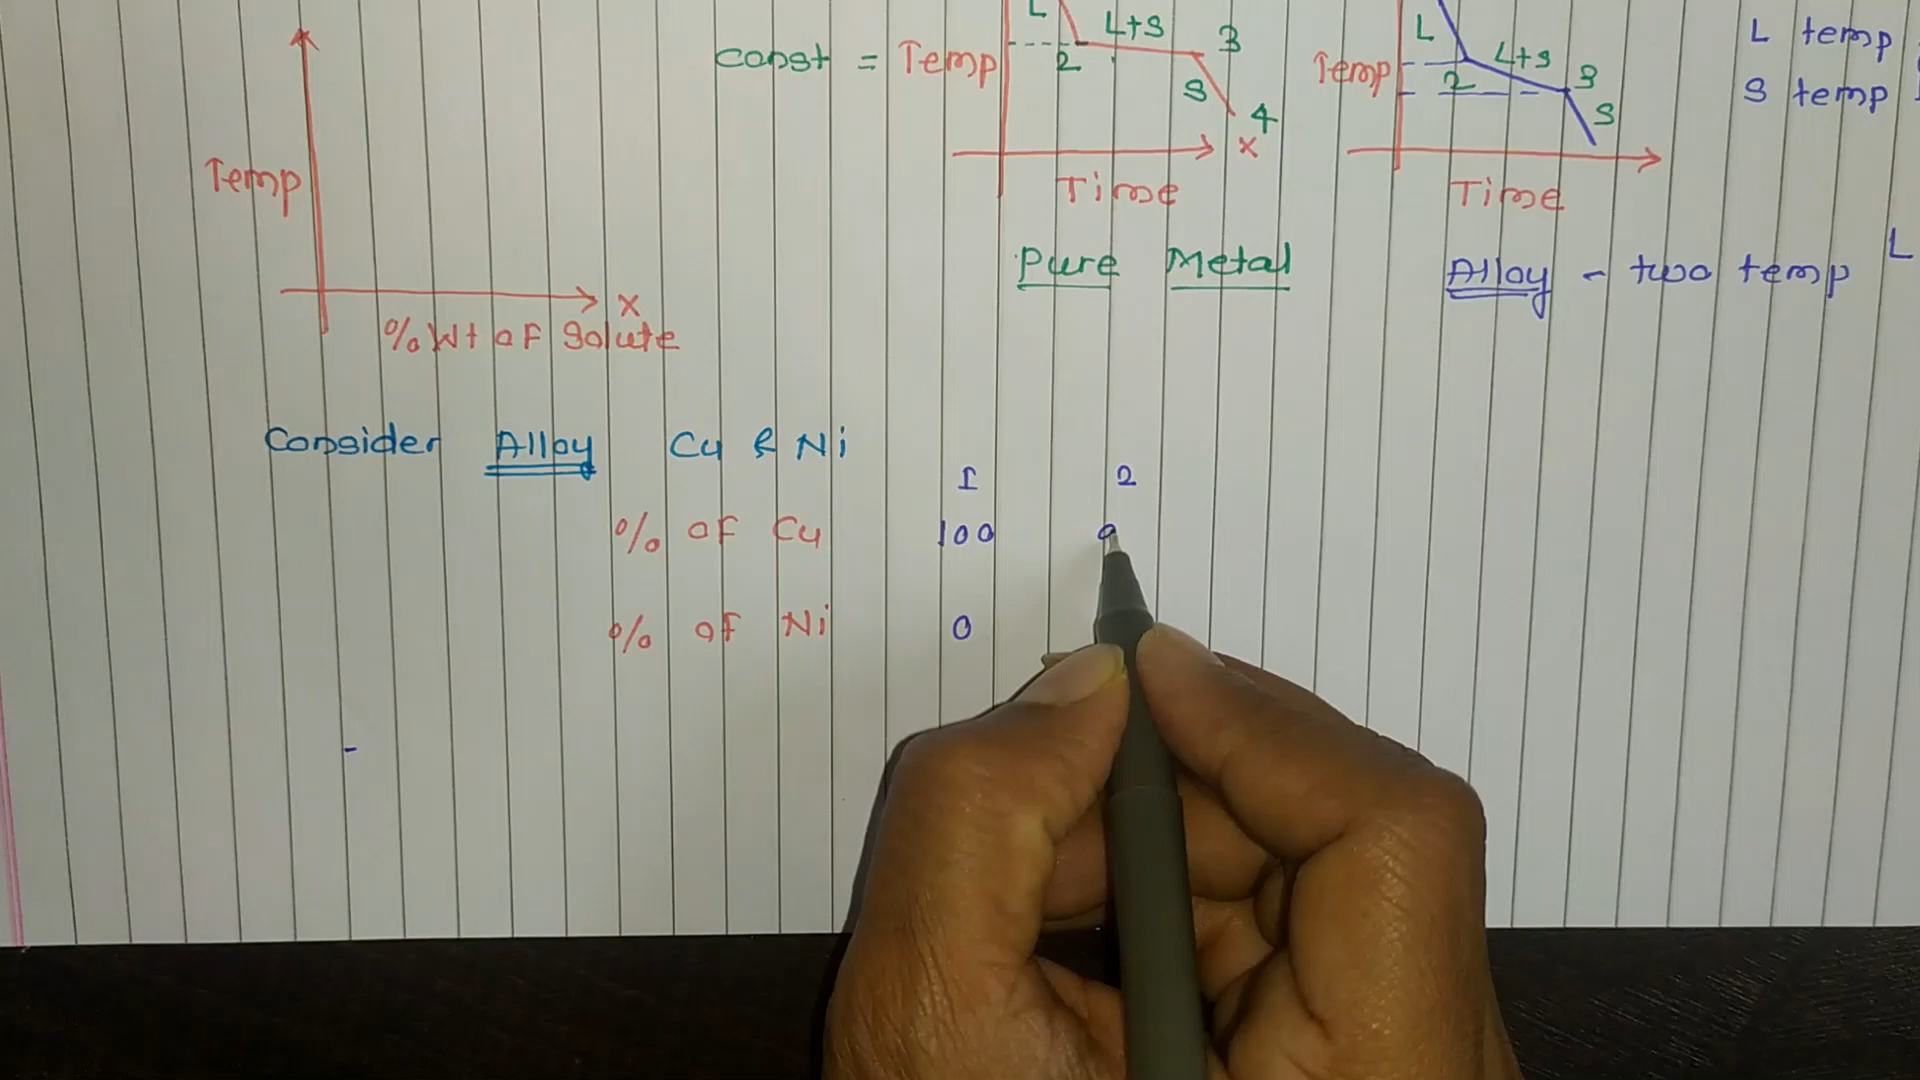 L L+S 3
const = Temp 2 S 4
x
Time
Pure Metal
L L+S
Temp 2 3 S
Time
Alloy - two temp L
L temp
S temp
Temp
x
% Wt of Solute
Consider Alloy Cu & Ni
1 2
% of Cu 100
% of Ni 0